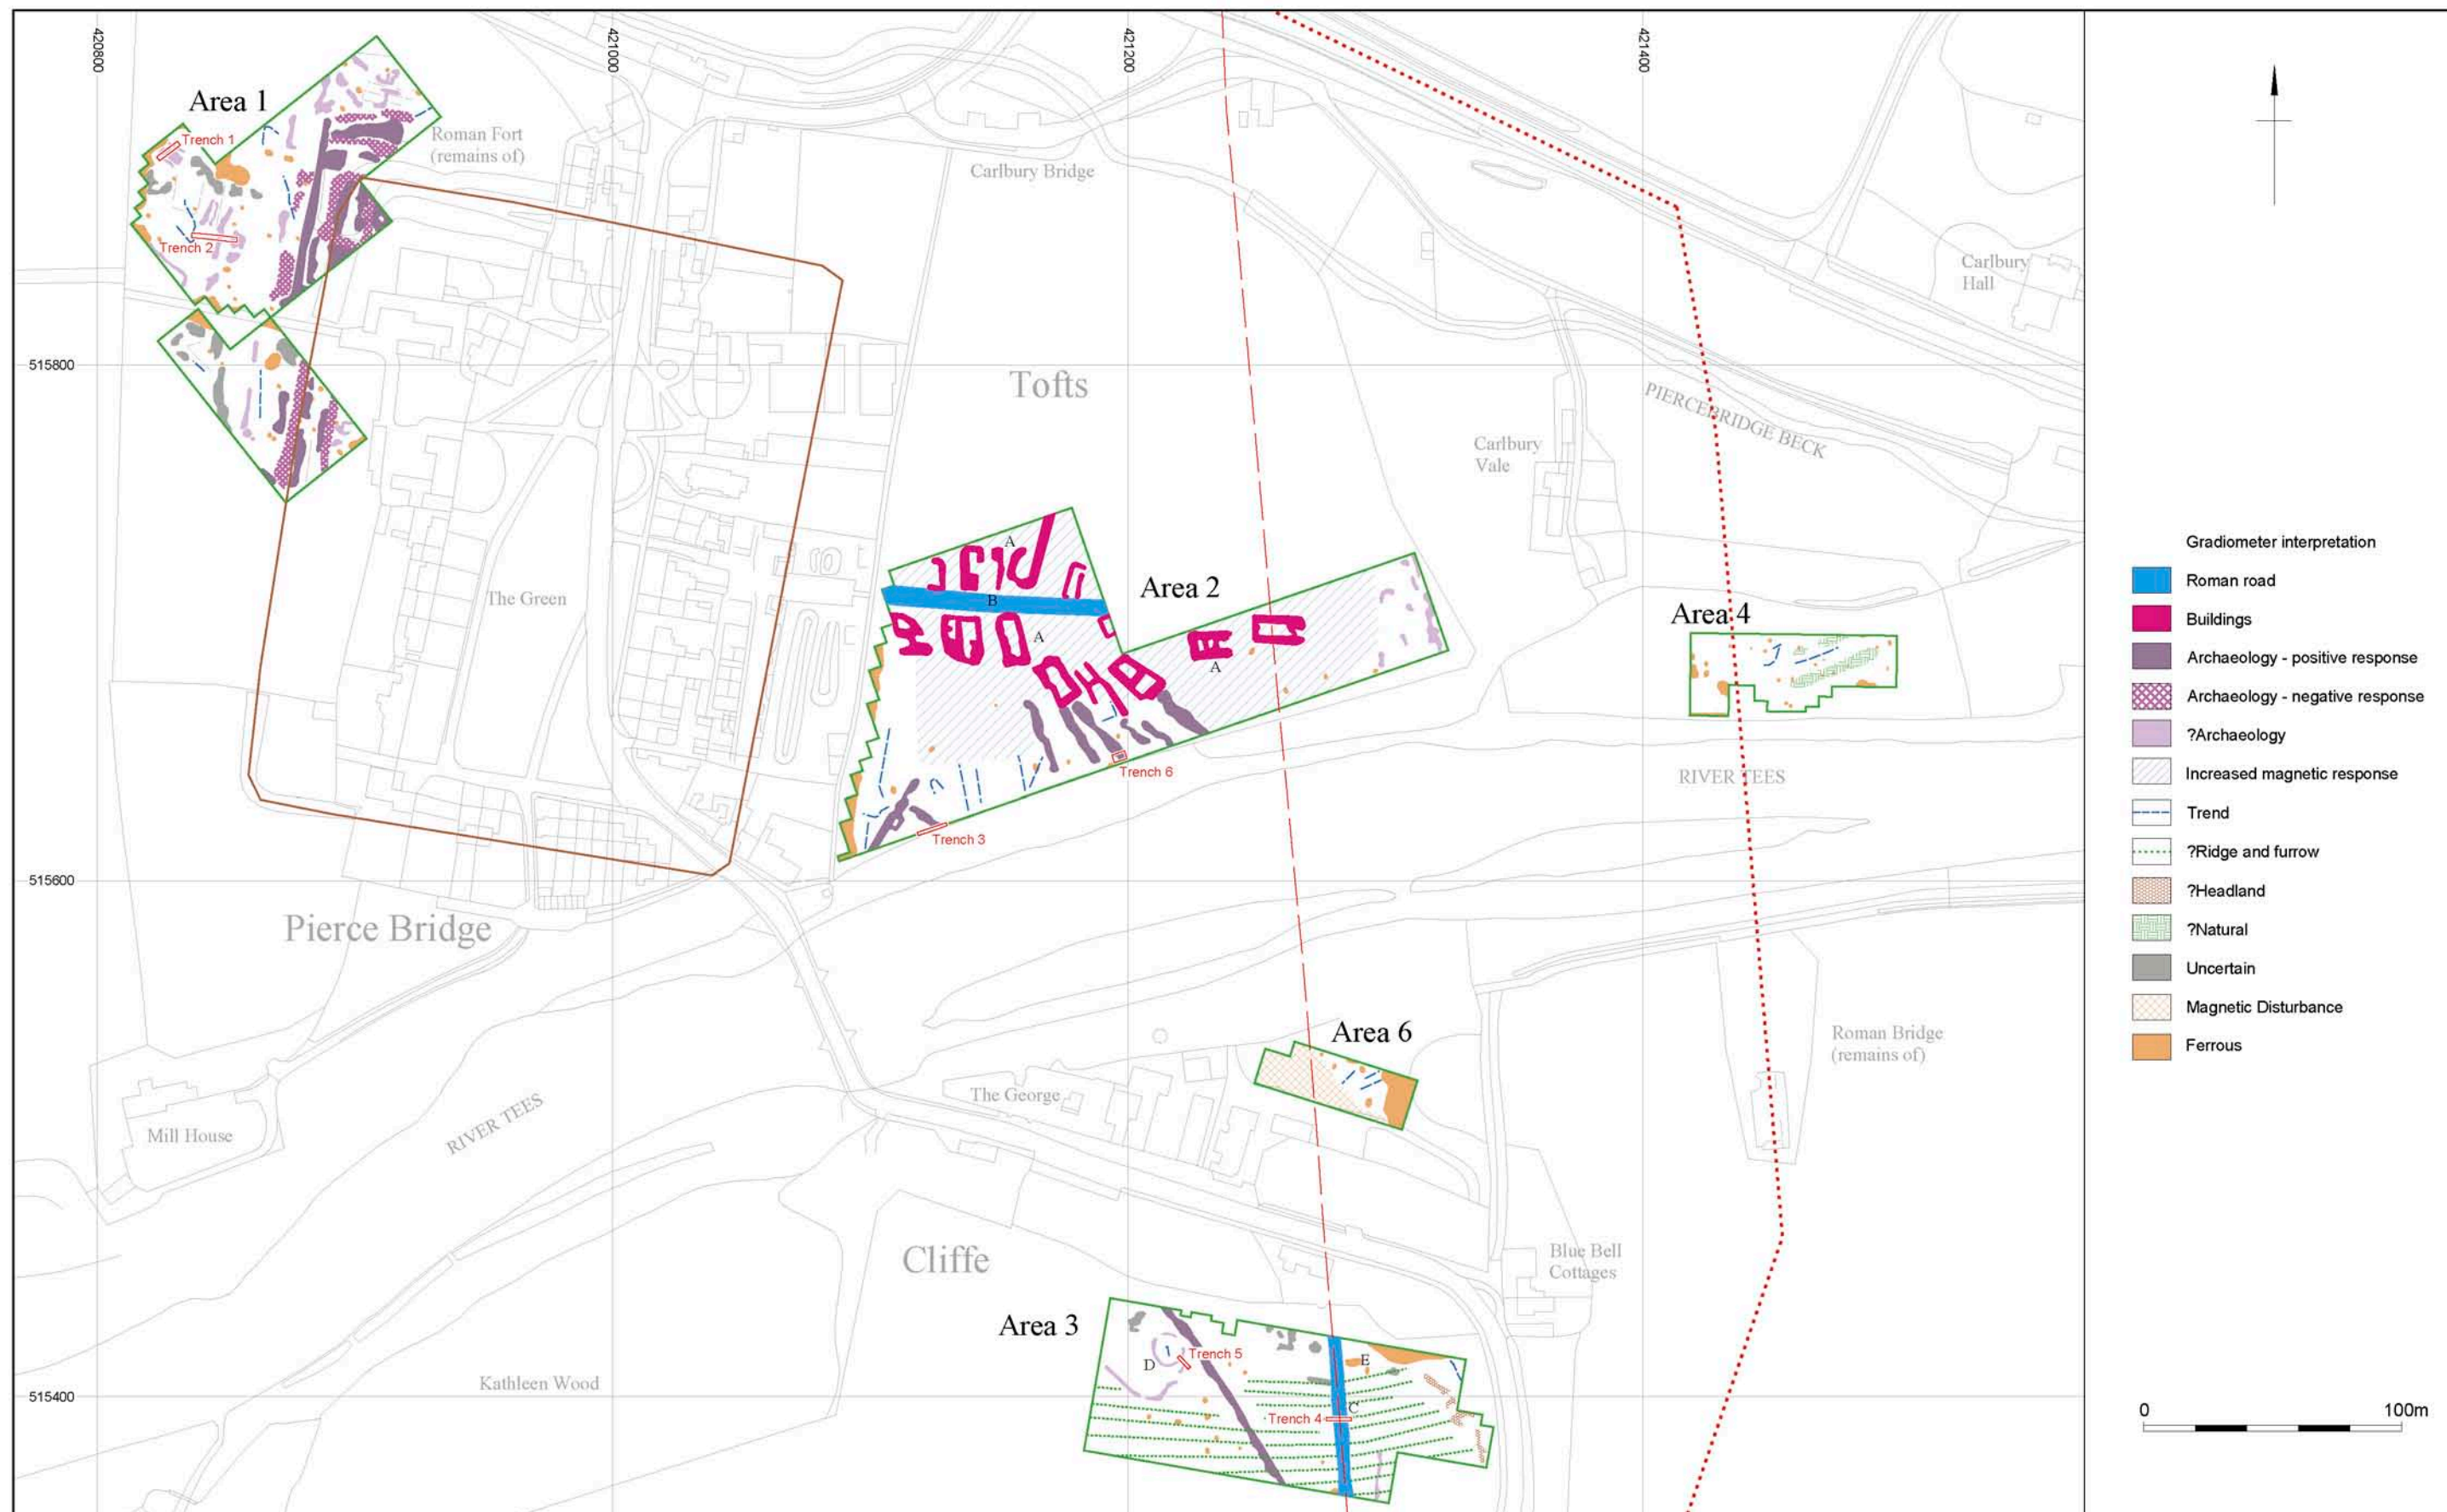 420800
421000
421200
421400
Area 1
Trench 1
Roman Fort
(remains of)
Carlbury Bridge
Trench 2
Carlbury
Hall
515800
Tofts
PIERCEBRIDGE BECK
Carlbury
Vale
A
Area 2
B
The Green
A
A
Area 4
Trench 6
RIVER TEES
Trench 3
515600
Pierce Bridge
Area 6
Roman Bridge
(remains of)
The George
RIVER TEES
Mill House
Cliffe
Blue Bell
Cottages
Area 3
Trench 5
D
E
Kathleen Wood
515400
C
Trench 4
Gradiometer interpretation
Roman road
Buildings
Archaeology - positive response
Archaeology - negative response
?Archaeology
Increased magnetic response
Trend
?Ridge and furrow
?Headland
?Natural
Uncertain
Magnetic Disturbance
Ferrous
0 100m